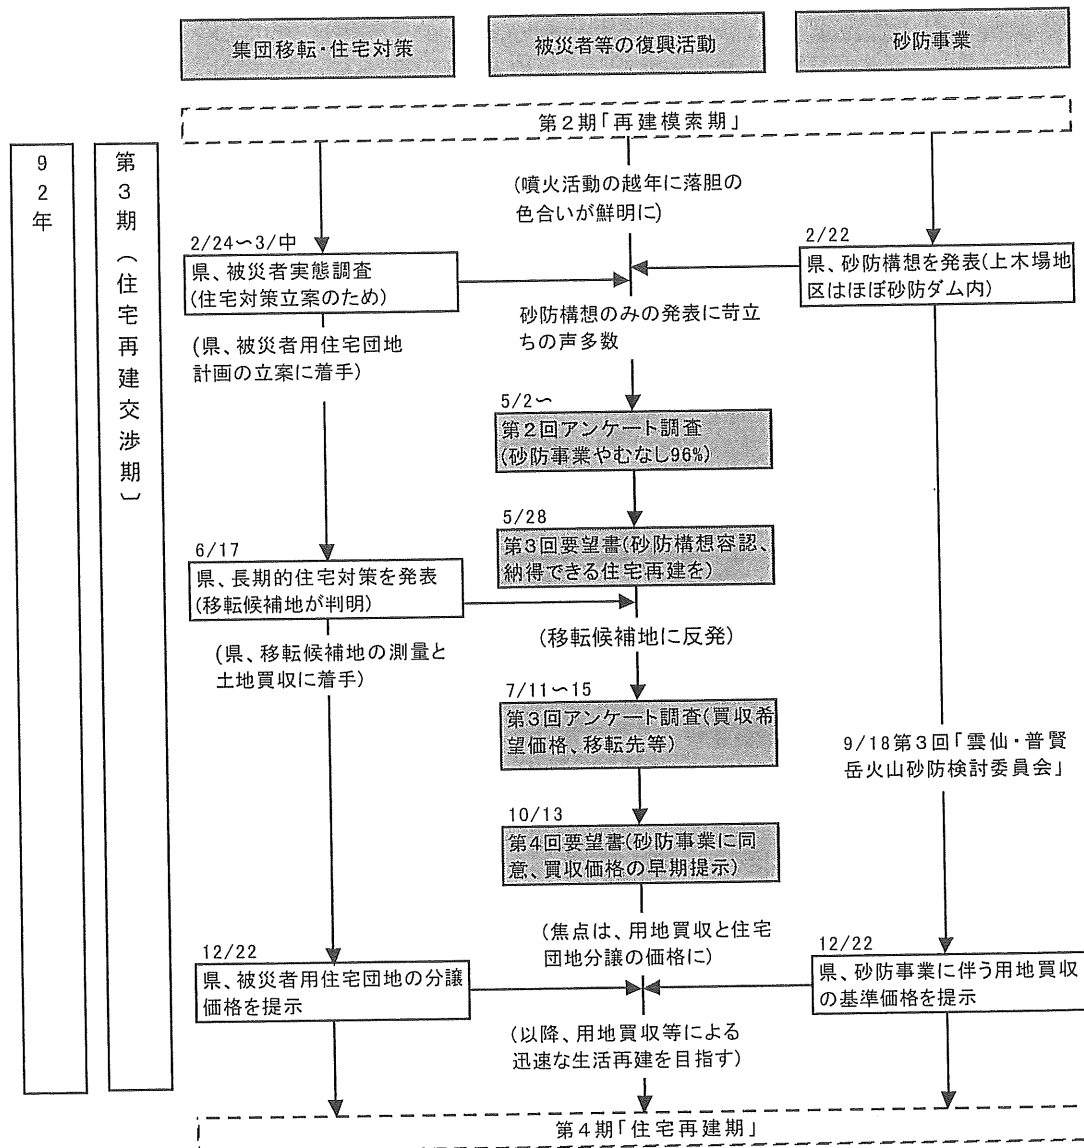 集団移転・住宅対策
被災者等の復興活動
砂防事業
第2期「再建模索期」
92年
第3期(住宅再建交渉期)
(噴火活動の越年に落胆の
色合いが鮮明に)
2/24〜3/中
県、被災者実態調査
(住宅対策立案のため)
2/22
県、砂防構想を発表(上木場地
区はほぼ砂防ダム内)
砂防構想のみの発表に苛立
ちの声多数
(県、被災者用住宅団地
計画の立案に着手)
5/2〜
第2回アンケート調査
(砂防事業やむなし96%)
5/28
第3回要望書(砂防構想容認、
納得できる住宅再建を)
6/17
県、長期的住宅対策を発表
(移転候補地が判明)
(移転候補地に反発)
(県、移転候補地の測量と
土地買収に着手)
7/11〜15
第3回アンケート調査(買収希
望価格、移転先等)
9/18第3回「雲仙・普賢
岳火山砂防検討委員会」
10/13
第4回要望書(砂防事業に同
意、買収価格の早期提示)
(焦点は、用地買収と住宅
団地分譲の価格に)
12/22
県、被災者用住宅団地の分譲
価格を提示
12/22
県、砂防事業に伴う用地買収
の基準価格を提示
(以降、用地買収等による
迅速な生活再建を目指す)
第4期「住宅再建期」